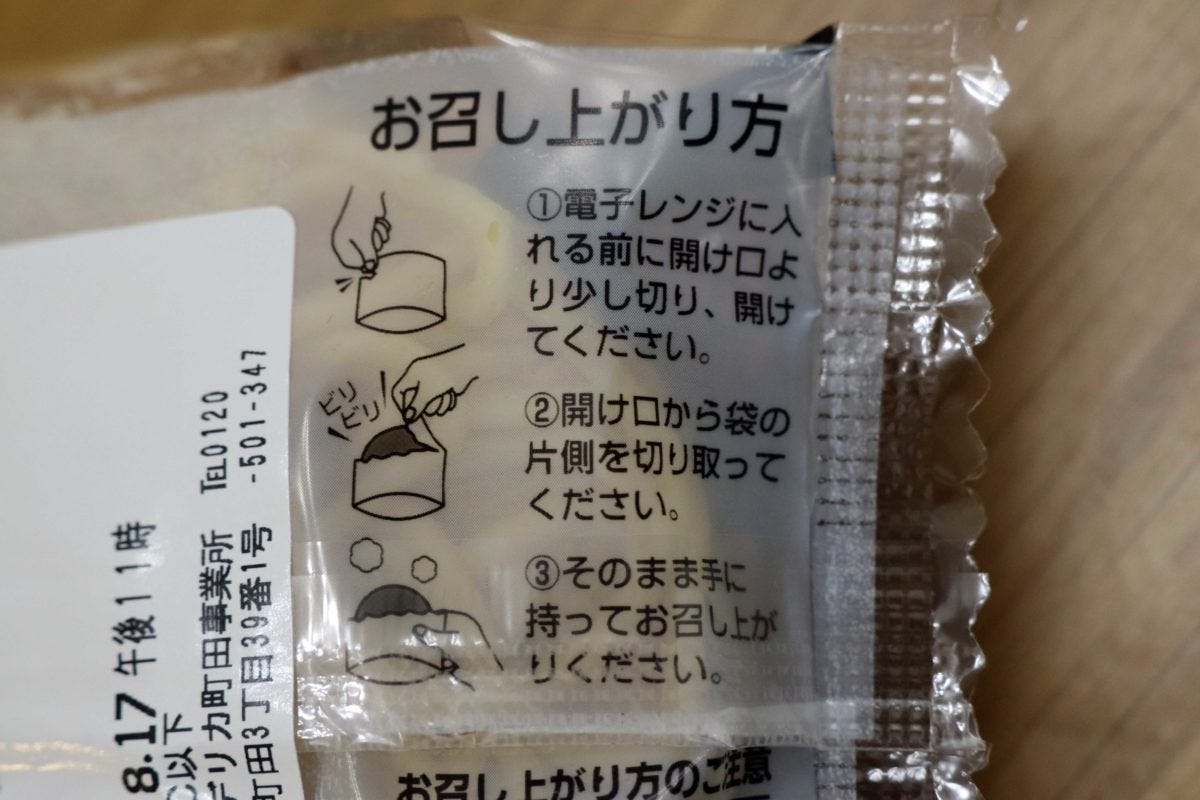 お召し上がり方
①電子レンジに入
れる前に開け口よ
り少し切り、開け
てください。
ビリ
ビリ
②開け口から袋の
片側を切り取って
ください。
③そのまま手に
持ってお召し上が
りください。
お召し上がり方のご注意
8.17 午後11時
℃以下
デリカ町田事業所 TEL0120
町田3丁目39番1号 -501-347